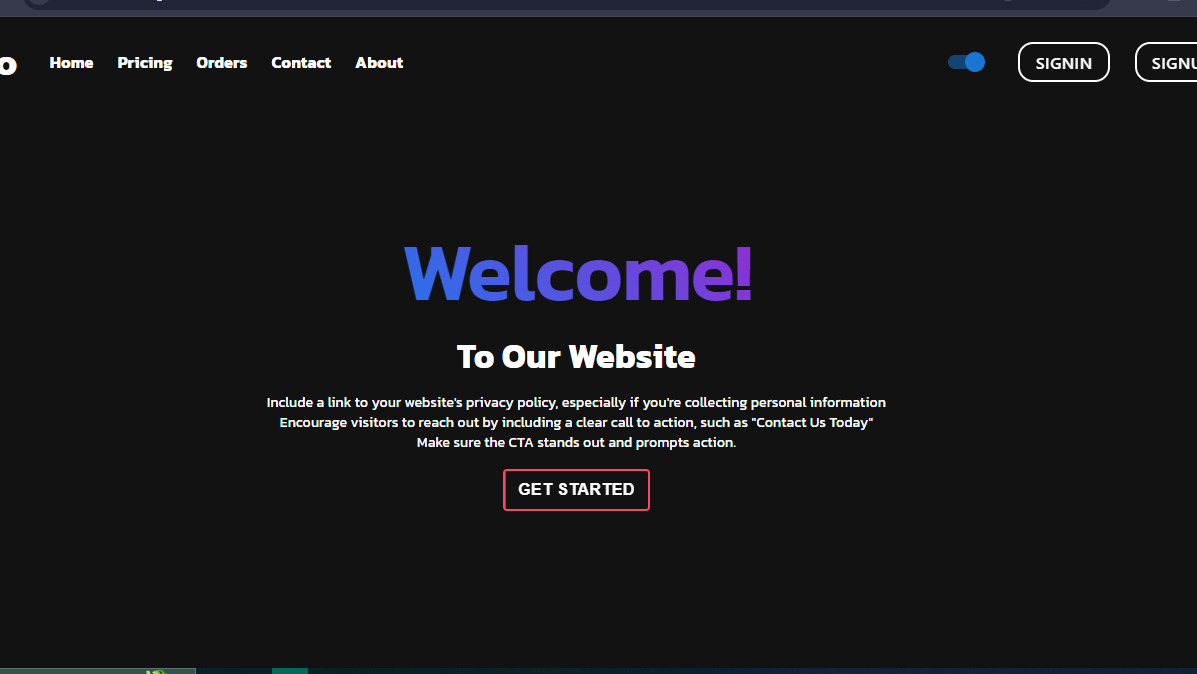 Home Pricing Orders Contact About SIGNIN
Welcome!
To Our Website
Include a link to your website's privacy policy, especially if you're collecting personal information
Encourage visitors to reach out by including a clear call to action, such as "Contact Us Today"
Make sure the CTA stands out and prompts action.
GET STARTED